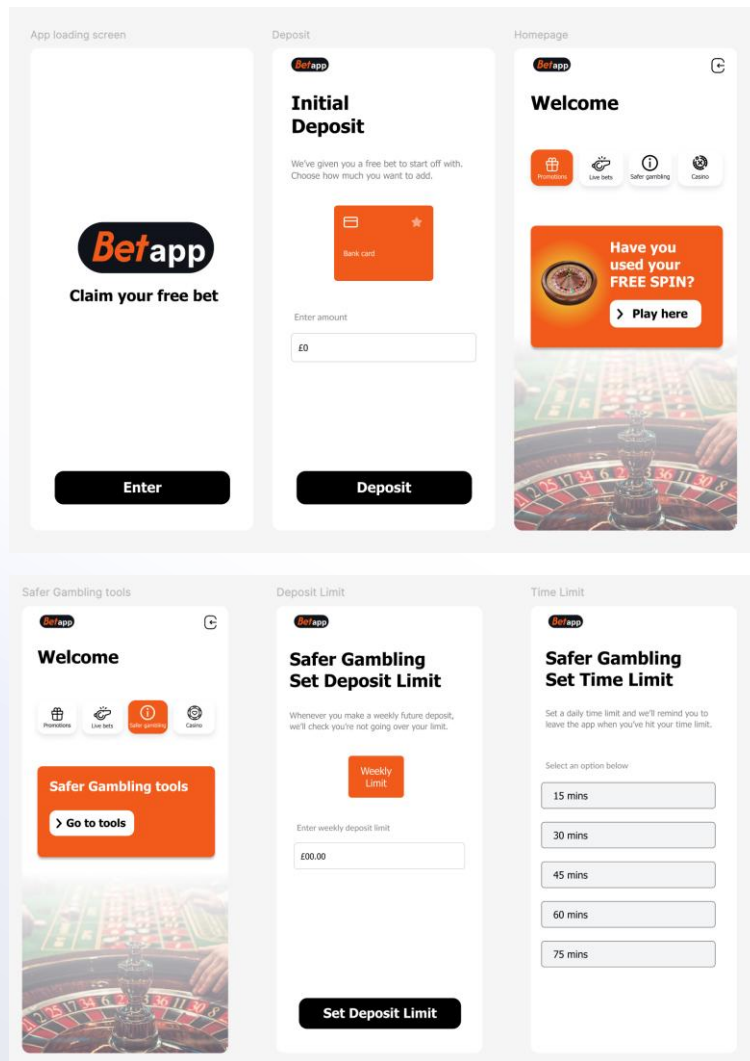 App loading screen
Deposit
Homepage
Betapp
Claim your free bet
Enter
Betapp
Initial
Deposit
We've given you a free bet to start off with.
Choose how much you want to add.
Bank card
Enter amount
£0
Deposit
Betapp
Welcome
Promotions
Live bets
Safer gambling
Casino
Have you
used your
FREE SPIN?
Play here
Safer Gambling tools
Deposit Limit
Time Limit
Betapp
Welcome
Promotions
Live bets
Safer gambling
Casino
Safer Gambling tools
Go to tools
Betapp
Safer Gambling
Set Deposit Limit
Whenever you make a weekly future deposit,
we'll check you're not going over your limit.
Weekly
Limit
Enter weekly deposit limit
£00.00
Set Deposit Limit
Betapp
Safer Gambling
Set Time Limit
Set a daily time limit and we'll remind you to
leave the app when you've hit your time limit.
Select an option below
15 mins
30 mins
45 mins
60 mins
75 mins